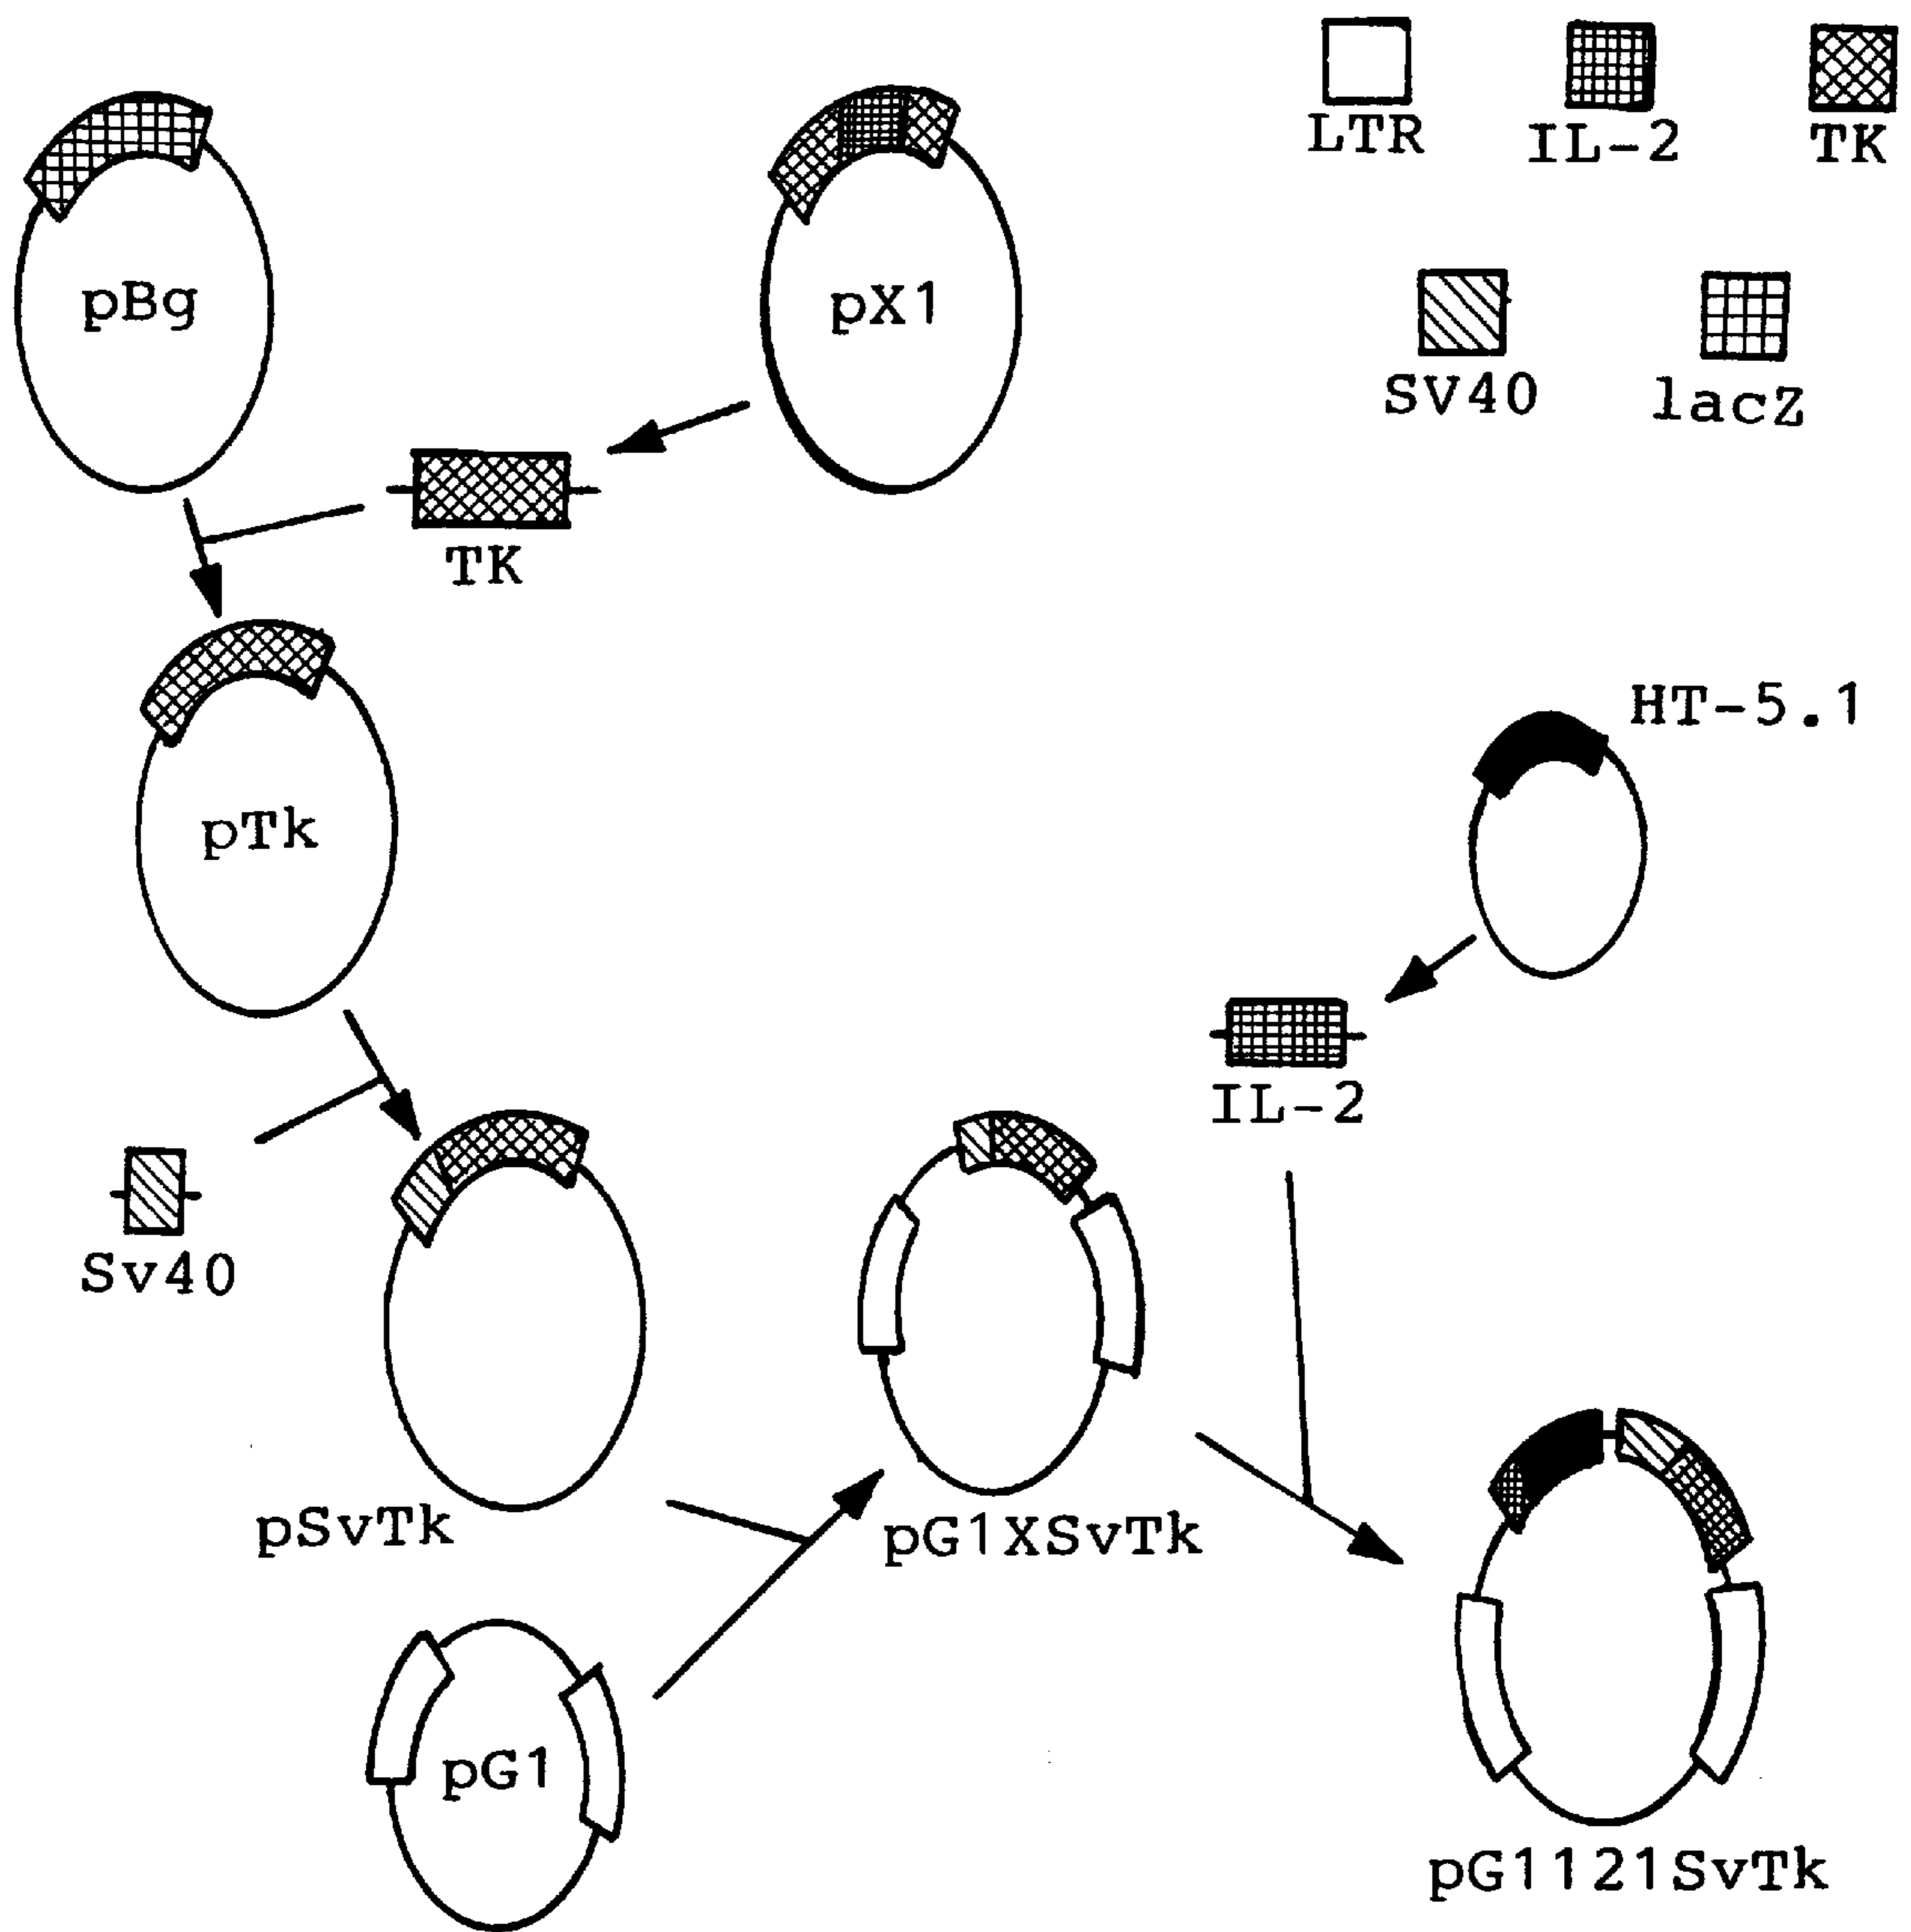 LTR
IL-2
TK
pBg
pX1
SV40
lacZ
TK
HT-5.1
pTk
IL-2
Sv40
pSvTk
pG1XSvTk
pG1
pG1121SvTk